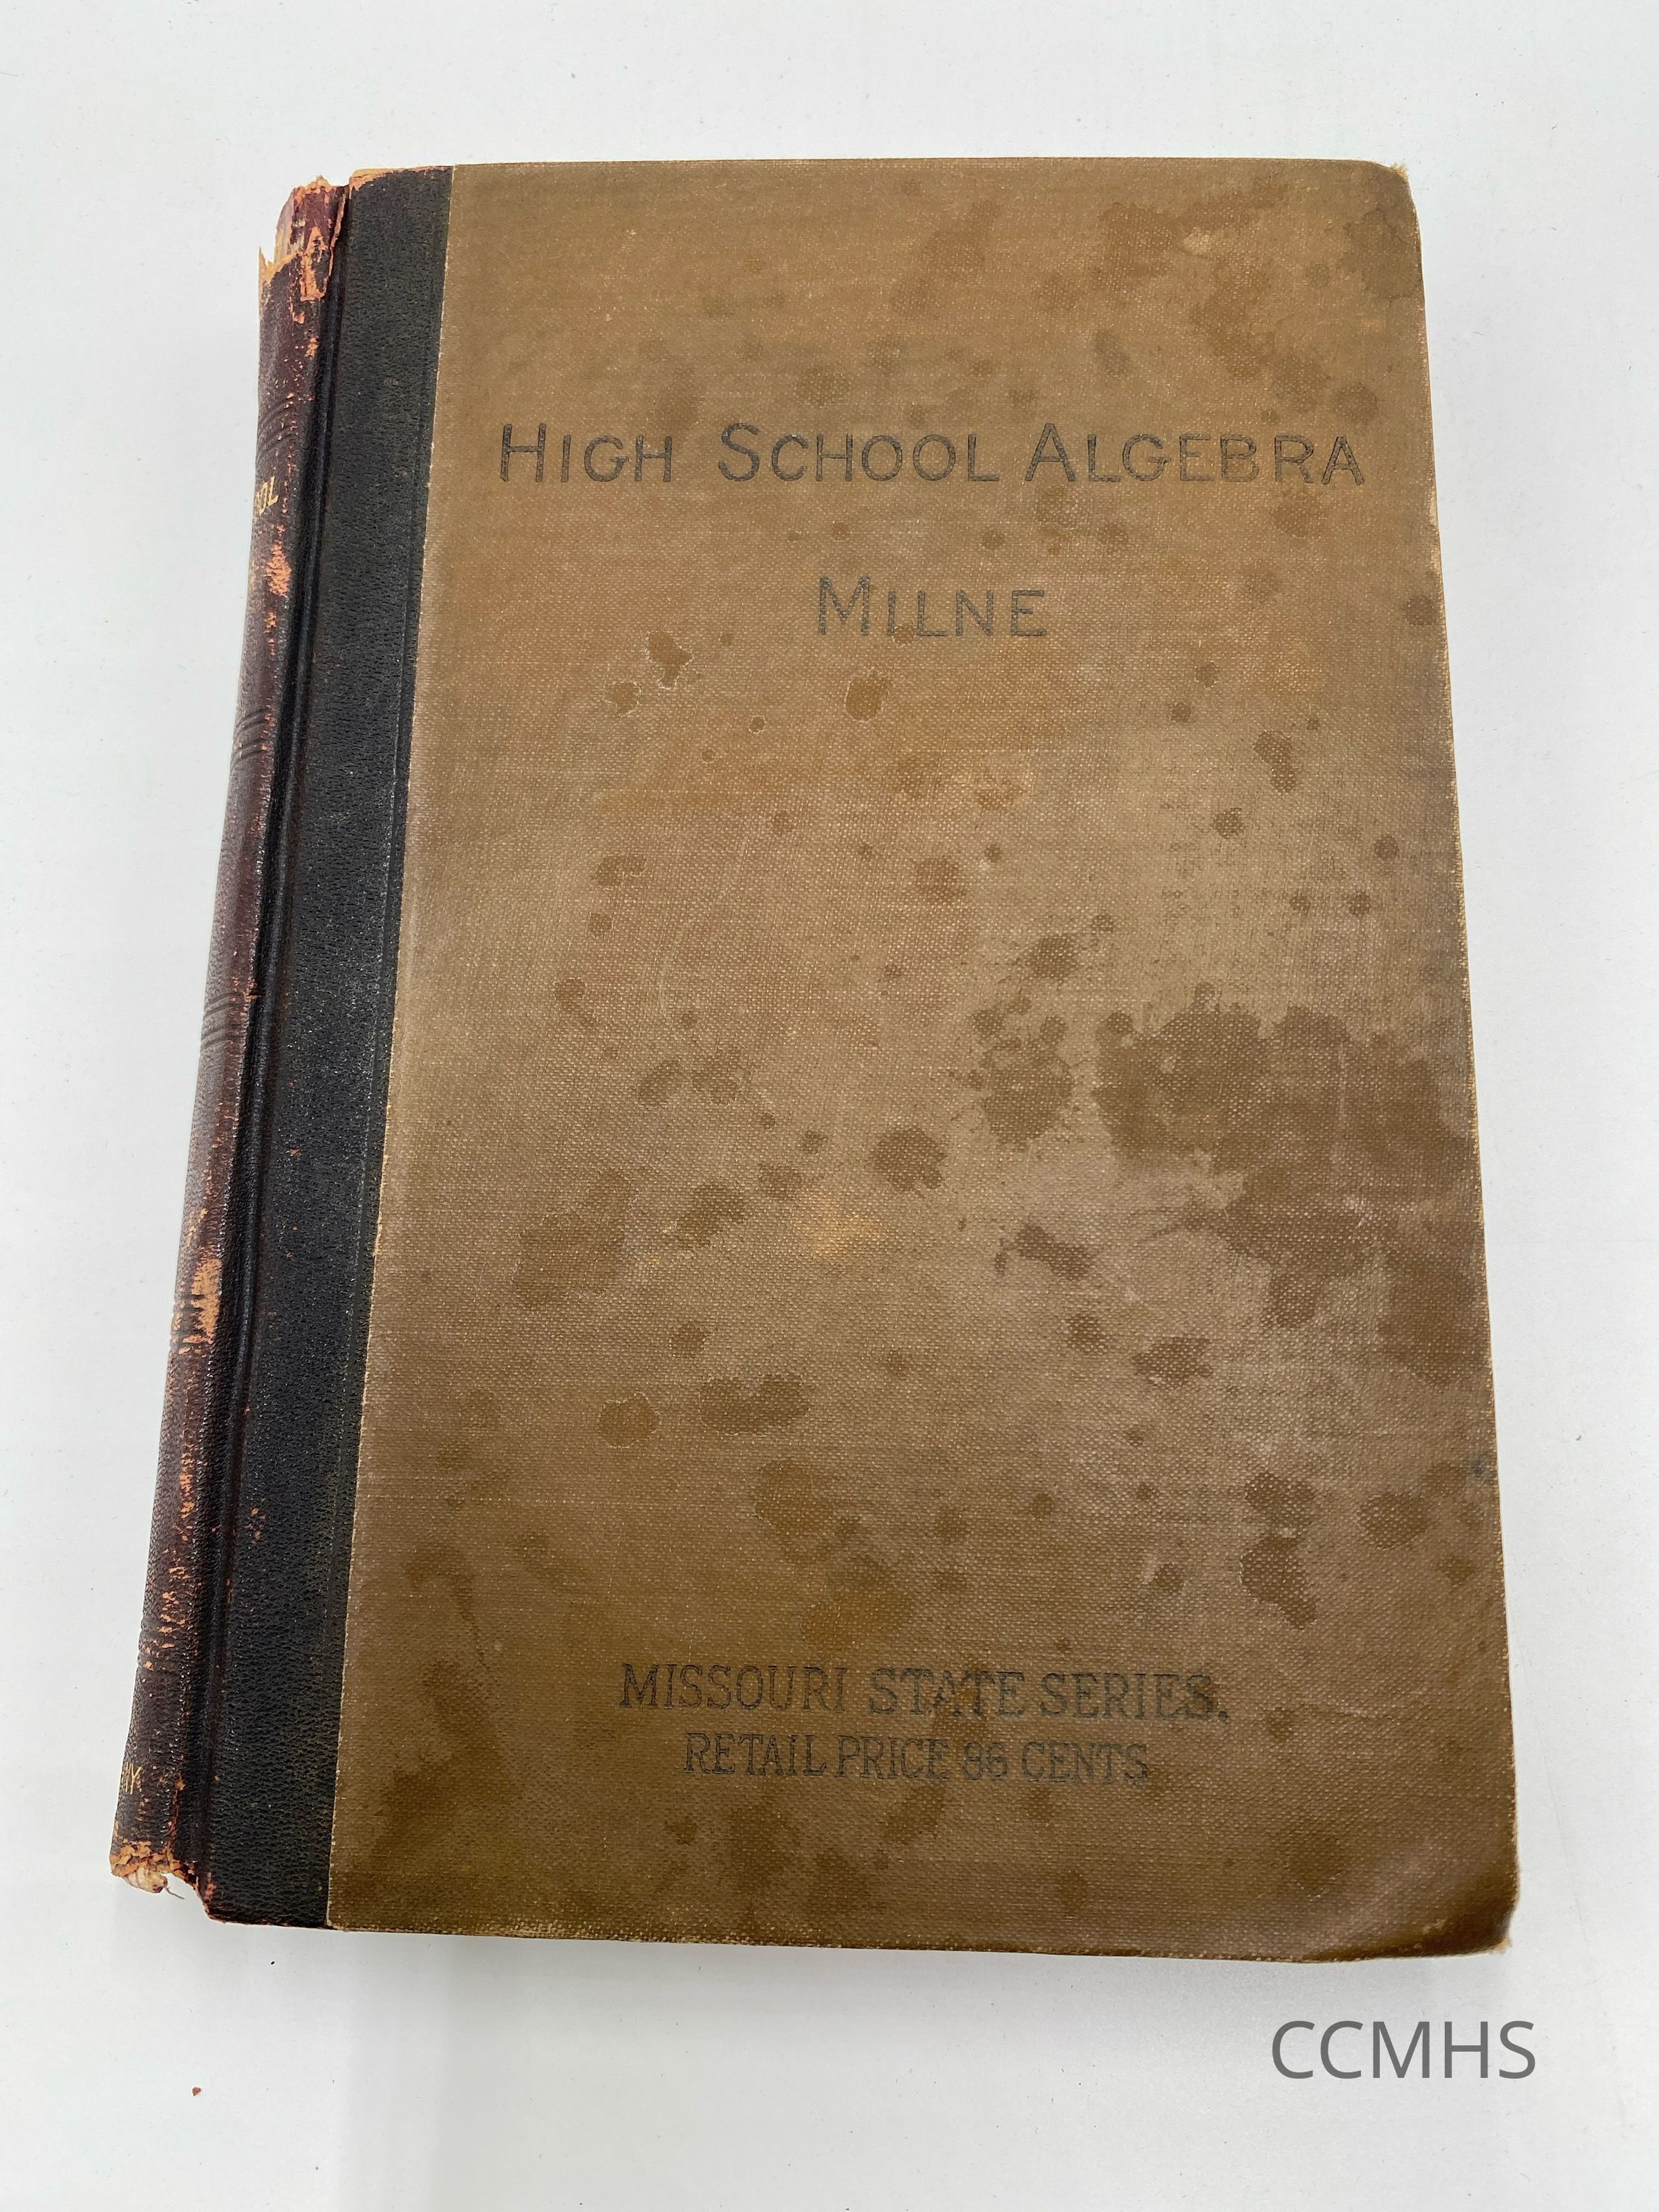 HIGH SCHOOL ALGEBRA
MILNE
MISSOURI STATE SERIES.
RETAIL PRICE 86 CENTS
CCMHS